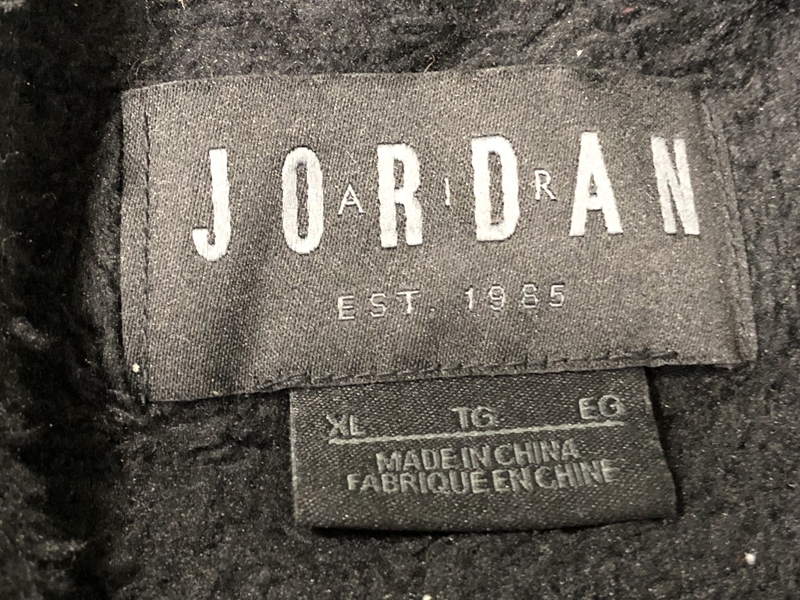 JORDAN
AIR
EST. 1985
XL TG EG
MADE IN CHINA
FABRIQUE EN CHINE